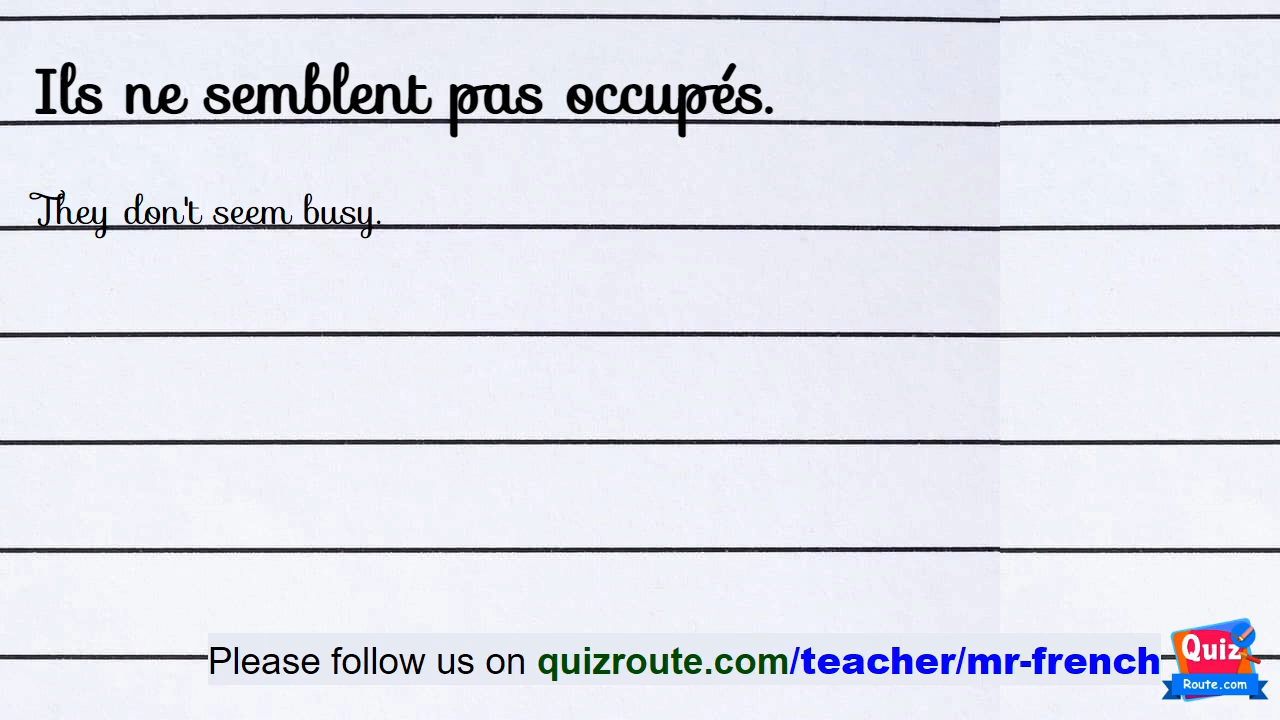 Ils ne semblent pas occupés.
They don't seem busy.
Please follow us on quizroute.com/teacher/mr-french
Quiz
Route.com